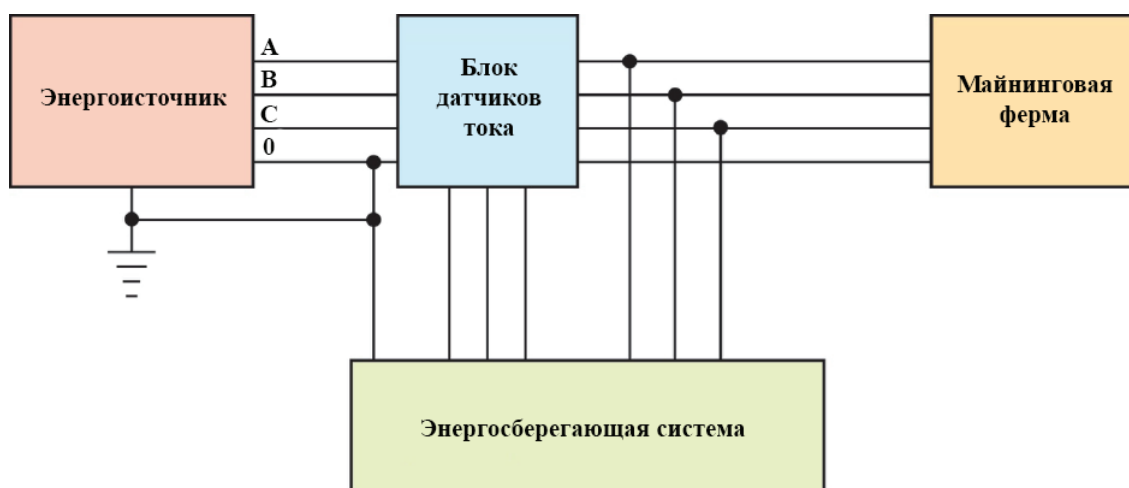 Энергоисточник
A
B
C
0
Блок
датчиков
тока
Майнинговая
ферма
Энергосберегающая система